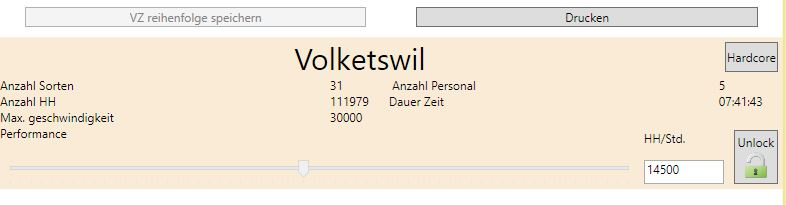 VZ reihenfolge speichern Drucken
Volketswil Hardcore
Anzahl Sorten 31 Anzahl Personal 5
Anzahl HH 111979 Dauer Zeit 07:41:43
Max. geschwindigkeit 30000
Performance HH/Std. Unlock
14500